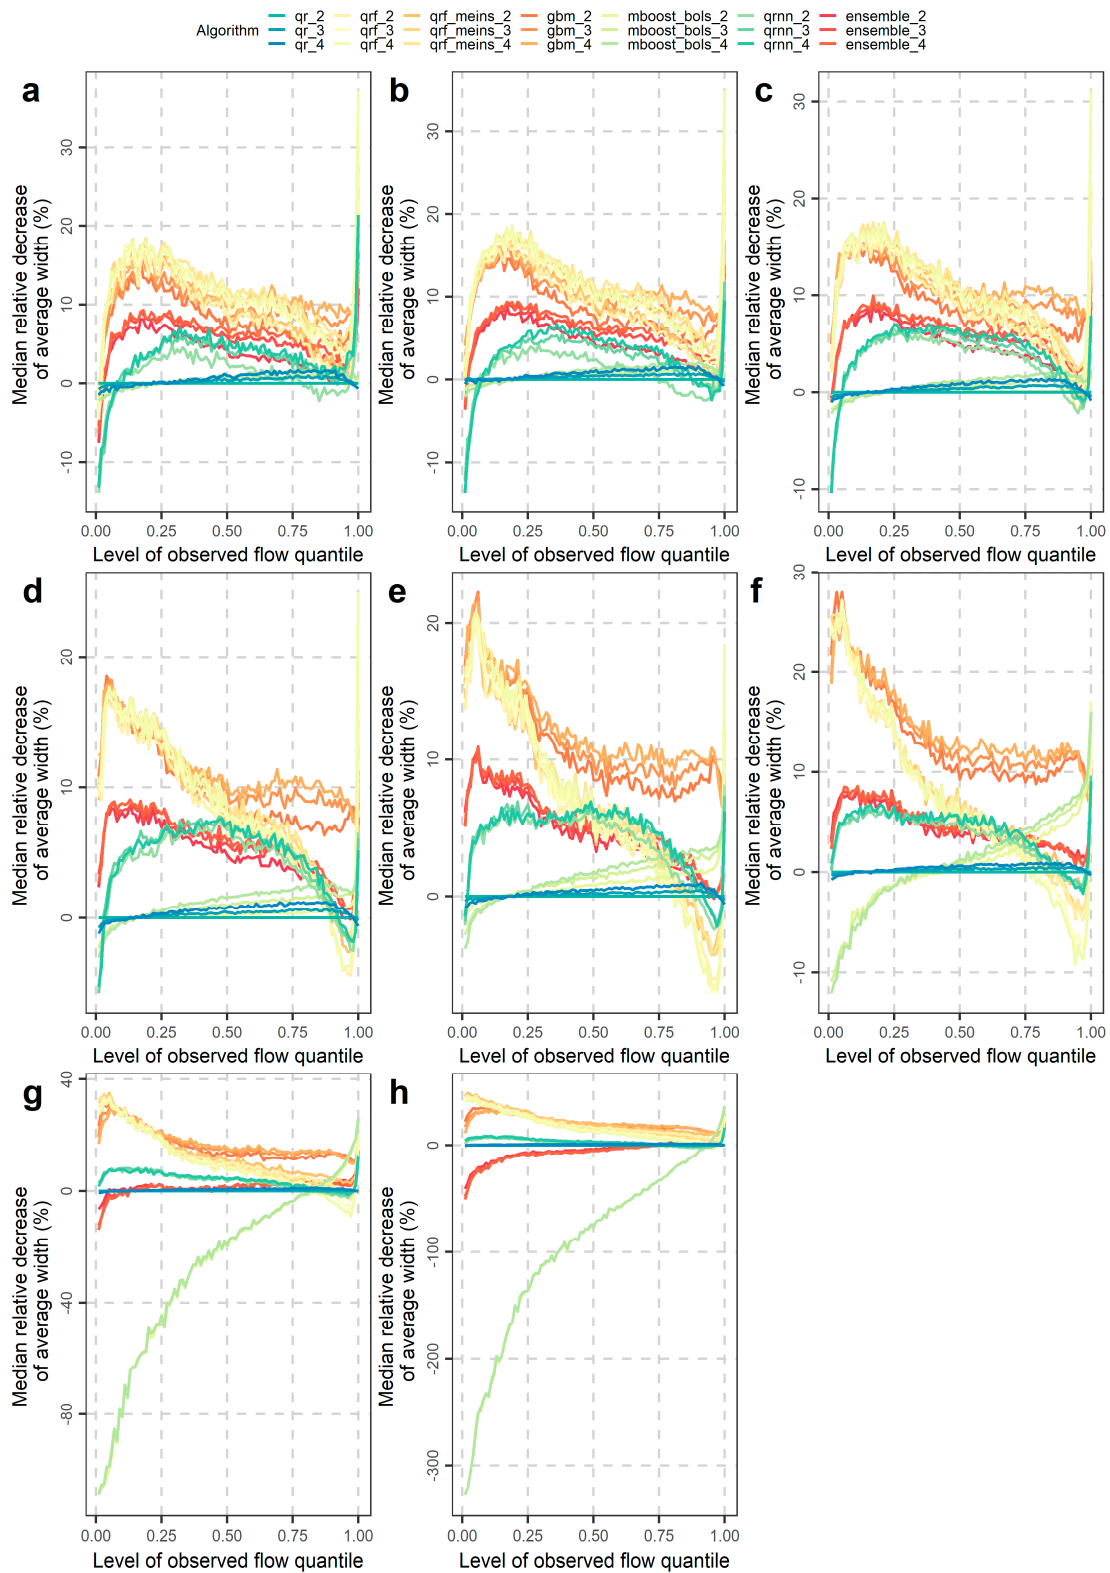 Algorithm
qr_2 qrf_2 qrf_meins_2 gbm_2 mboost_bols_2 qrnn_2 ensemble_2
qr_3 qrf_3 qrf_meins_3 gbm_3 mboost_bols_3 qrnn_3 ensemble_3
qr_4 qrf_4 qrf_meins_4 gbm_4 mboost_bols_4 qrnn_4 ensemble_4
a
Median relative decrease
of average width (%)
30
20
10
0
-10
0.00 0.25 0.50 0.75 1.00
Level of observed flow quantile
b
Median relative decrease
of average width (%)
30
20
10
0
-10
0.00 0.25 0.50 0.75 1.00
Level of observed flow quantile
c
Median relative decrease
of average width (%)
30
20
10
0
-10
0.00 0.25 0.50 0.75 1.00
Level of observed flow quantile
d
Median relative decrease
of average width (%)
20
10
0
0.00 0.25 0.50 0.75 1.00
Level of observed flow quantile
e
Median relative decrease
of average width (%)
20
10
0
0.00 0.25 0.50 0.75 1.00
Level of observed flow quantile
f
Median relative decrease
of average width (%)
30
20
10
0
-10
0.00 0.25 0.50 0.75 1.00
Level of observed flow quantile
g
Median relative decrease
of average width (%)
40
0
-40
-80
0.00 0.25 0.50 0.75 1.00
Level of observed flow quantile
h
Median relative decrease
of average width (%)
0
-100
-200
-300
0.00 0.25 0.50 0.75 1.00
Level of observed flow quantile